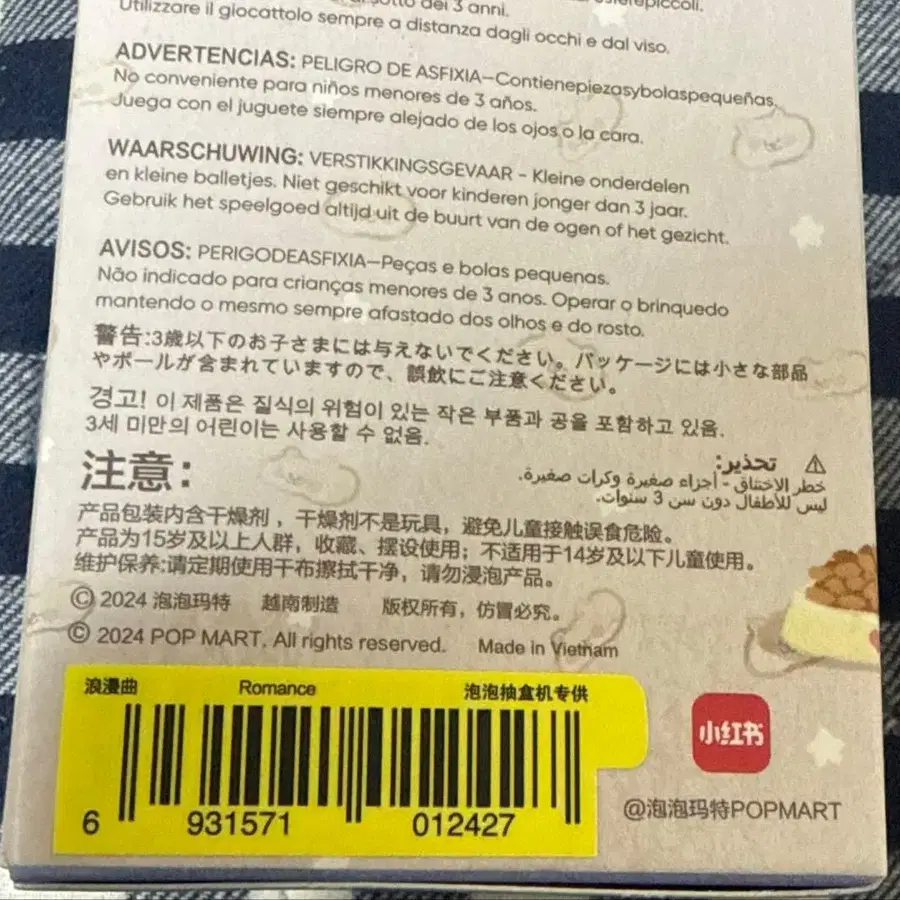 dei 3 anni.
Utilizzare il giocattolo sempre a distanza dagli occhi e dal viso.
ADVERTENCIAS: PELIGRO DE ASFIXIA—Contienepiezasybolaspequeñas.
No conveniente para niños menores de 3 años.
Juega con el juguete siempre alejado de los ojos o la cara.
WAARSCHUWING: VERSTIKKINGSGEVAAR - Kleine onderdelen
en kleine balletjes. Niet geschikt voor kinderen jonger dan 3 jaar.
Gebruik het speelgoed altijd uit de buurt van de ogen of het gezicht.
AVISOS: PERIGODEASFIXIA—Peças e bolas pequenas.
Não indicado para crianças menores de 3 anos. Operar o brinquedo
mantendo o mesmo sempre afastado dos olhos e do rosto.
警告:3歳以下のお子さまには与えないでください。パッケージには小さな部品
やボールが含まれていますので、誤飲にご注意ください。
경고! 이 제품은 질식의 위험이 있는 작은 부품과 공을 포함하고 있음.
3세 미만의 어린이는 사용할 수 없음.
⚠ تحذير:
خطر الاختناق - أجزاء صغيرة وكرات صغيرة.
ليس للأطفال دون سن 3 سنوات.
注意:
产品包装内含干燥剂，干燥剂不是玩具，避免儿童接触误食危险。
产品为15岁及以上人群，收藏、摆设使用；不适用于14岁及以下儿童使用。
维护保养:请定期使用干布擦拭干净，请勿浸泡产品。
© 2024 泡泡玛特 越南制造 版权所有，仿冒必究。
© 2024 POP MART. All rights reserved. Made in Vietnam
浪漫曲 Romance 泡泡抽盒机专供
6 931571 012427
小红书
@泡泡玛特POPMART